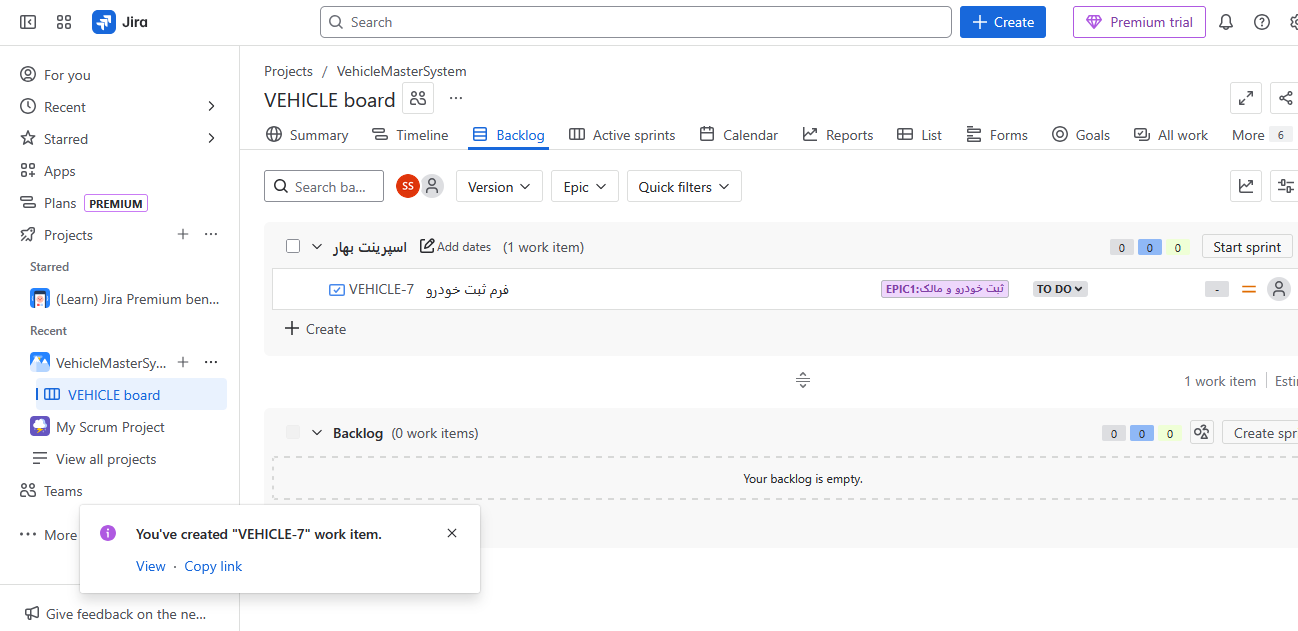 Jira
Search
Create
Premium trial
For you
Recent
Starred
Apps
Plans PREMIUM
Projects
Starred
(Learn) Jira Premium ben...
Recent
VehicleMasterSy...
VEHICLE board
My Scrum Project
View all projects
Teams
More
Give feedback on the ne...
Projects / VehicleMasterSystem
VEHICLE board
Summary Timeline Backlog Active sprints Calendar Reports List Forms Goals All work More 6
Search ba... SS Version Epic Quick filters
اسپرینت بهار Add dates (1 work item) 0 0 0 Start sprint
VEHICLE-7 فرم ثبت خودرو EPIC1:ثبت خودرو و مالک TO DO -
Create
1 work item Esti
Backlog (0 work items) 0 0 0 Create spr
Your backlog is empty.
You've created "VEHICLE-7" work item.
View · Copy link